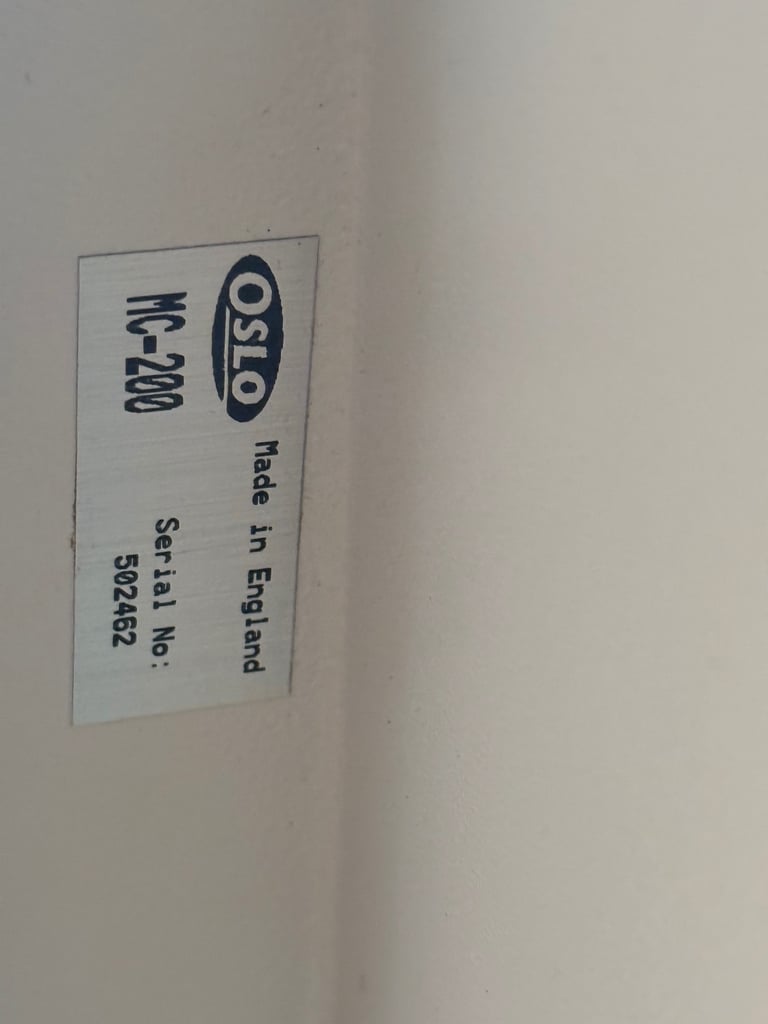 OSLO Made in England
MC-200 Serial No:
502462